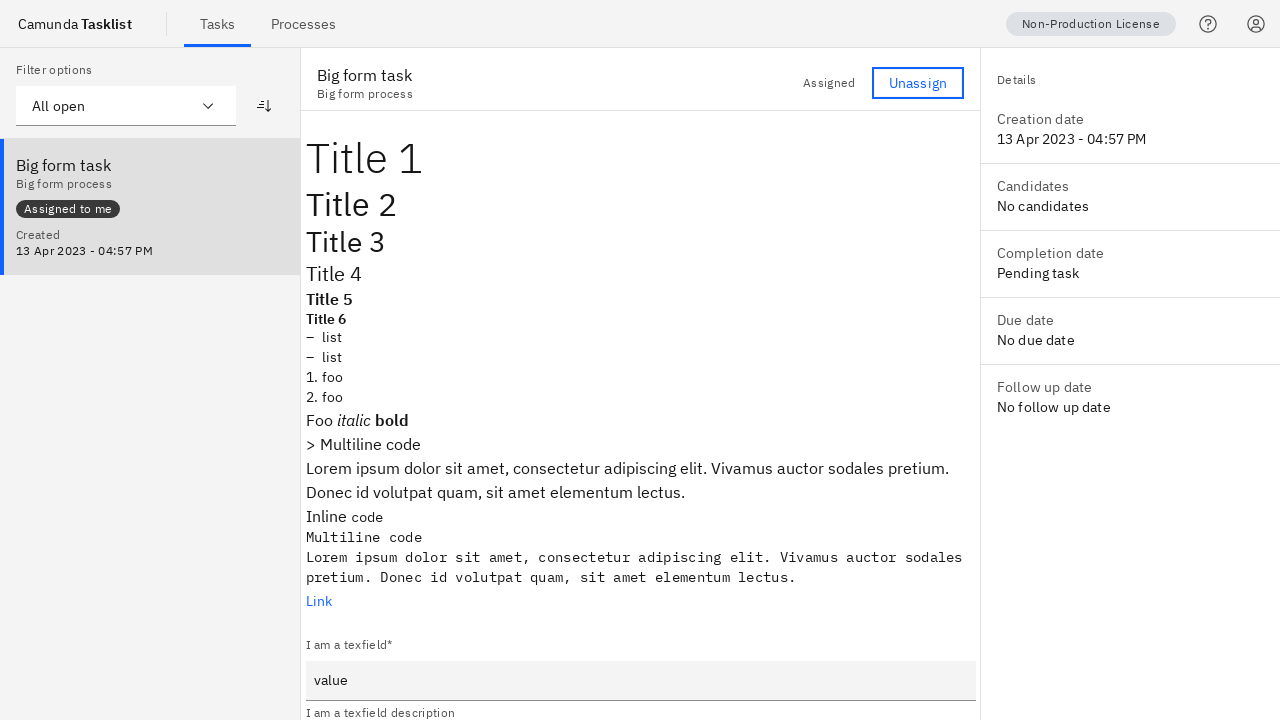 Camunda Tasklist
Tasks
Processes
Non-Production License
Filter options
All open
Big form task
Big form process
Assigned to me
Created
13 Apr 2023 - 04:57 PM
Big form task
Big form process
Assigned
Unassign
Title 1
Title 2
Title 3
Title 4
Title 5
Title 6
– list
– list
1. foo
2. foo
Foo italic bold
> Multiline code
Lorem ipsum dolor sit amet, consectetur adipiscing elit. Vivamus auctor sodales pretium.
Donec id volutpat quam, sit amet elementum lectus.
Inline code
Multiline code
Lorem ipsum dolor sit amet, consectetur adipiscing elit. Vivamus auctor sodales
pretium. Donec id volutpat quam, sit amet elementum lectus.
Link
I am a texfield*
value
I am a texfield description
Details
Creation date
13 Apr 2023 - 04:57 PM
Candidates
No candidates
Completion date
Pending task
Due date
No due date
Follow up date
No follow up date